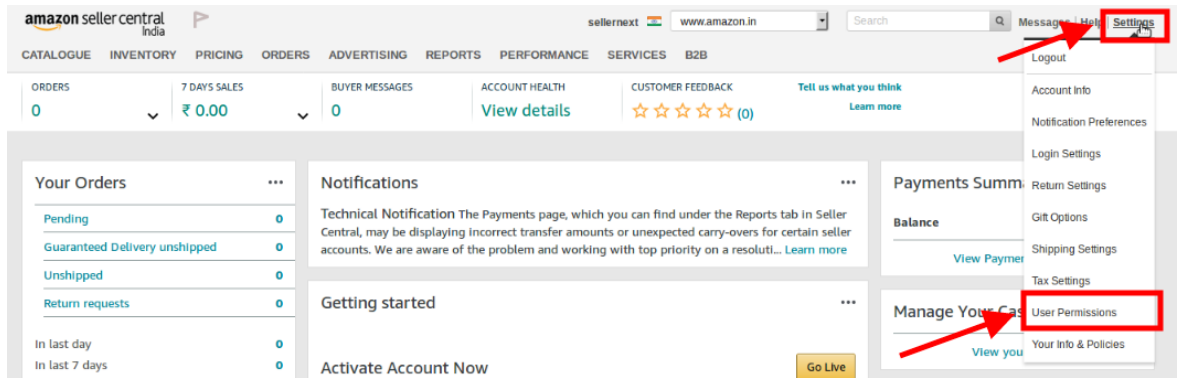 amazon seller central
India
sellernext
www.amazon.in
Search
Messages | Help | Settings
CATALOGUE INVENTORY PRICING ORDERS ADVERTISING REPORTS PERFORMANCE SERVICES B2B
ORDERS
0
7 DAYS SALES
₹ 0.00
BUYER MESSAGES
0
ACCOUNT HEALTH
View details
CUSTOMER FEEDBACK
(0)
Tell us what you think
Learn more
Logout
Account Info
Notification Preferences
Login Settings
Return Settings
Gift Options
Shipping Settings
Tax Settings
User Permissions
Your Info & Policies
Your Orders
Pending 0
Guaranteed Delivery unshipped 0
Unshipped 0
Return requests 0
In last day 0
In last 7 days 0
Notifications
Technical Notification The Payments page, which you can find under the Reports tab in Seller
Central, may be displaying incorrect transfer amounts or unexpected carry-overs for certain seller
accounts. We are aware of the problem and working with top priority on a resoluti... Learn more
Getting started
Activate Account Now
Go Live
Payments Summ
Balance
View Paymen
Manage Your Cas
View you